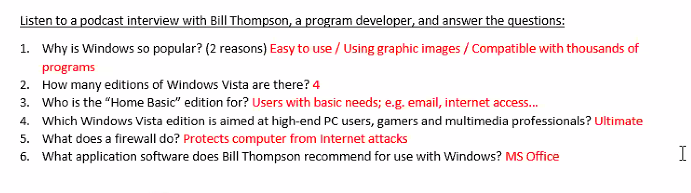 Listen to a podcast interview with Bill Thompson, a program developer, and answer the questions:
1. Why is Windows so popular? (2 reasons) Easy to use / Using graphic images / Compatible with thousands of
programs
2. How many editions of Windows Vista are there? 4
3. Who is the "Home Basic" edition for? Users with basic needs; e.g. email, internet access...
4. Which Windows Vista edition is aimed at high-end PC users, gamers and multimedia professionals? Ultimate
5. What does a firewall do? Protects computer from Internet attacks
6. What application software does Bill Thompson recommend for use with Windows? MS Office